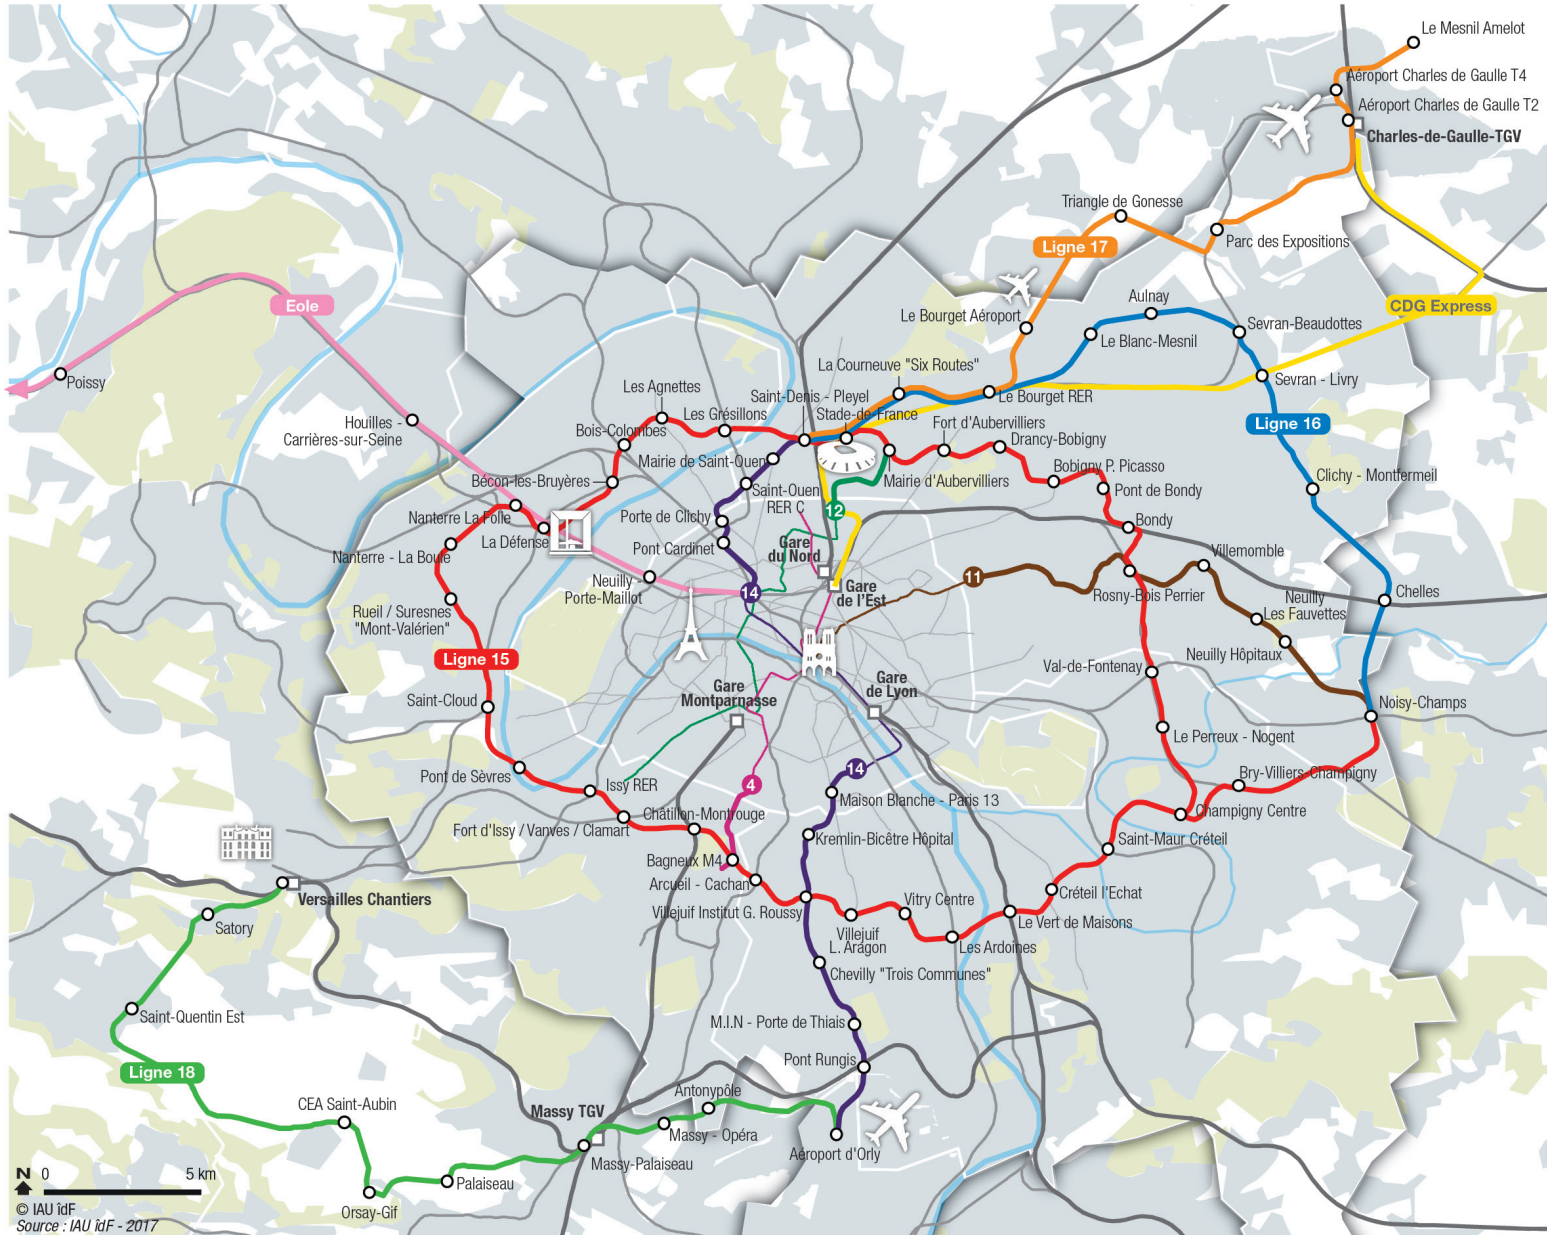 Le Mesnil Amelot
Aéroport Charles de Gaulle T4
Aéroport Charles de Gaulle T2
Charles-de-Gaulle-TGV
Triangle de Gonesse
Ligne 17
Parc des Expositions
Eole
CDG Express
Aulnay
Le Bourget Aéroport
Sevran-Beaudottes
Le Blanc-Mesnil
La Courneuve "Six Routes"
Poissy
Sevran - Livry
Les Agnettes
Saint-Denis - Pleyel
Le Bourget RER
Les Grésillons
Stade-de-France
Houilles -
Carrières-sur-Seine
Fort d'Aubervilliers
Ligne 16
Bois-Colombes
Drancy-Bobigny
Mairie de Saint-Ouen
Bobigny P. Picasso
Clichy - Montfermeil
Bécon-les-Bruyères
Mairie d'Aubervilliers
Saint-Ouen
RER C
Pont de Bondy
12
Nanterre La Folie
Porte de Clichy
Bondy
La Défense
Gare
du Nord
Pont Cardinet
Villemomble
Nanterre - La Boule
11
Neuilly -
Porte-Maillot
Gare
de l'Est
14
Rosny-Bois Perrier
Chelles
Neuilly
Les Fauvettes
Rueil / Suresnes
"Mont-Valérien"
Neuilly Hôpitaux
Ligne 15
Val-de-Fontenay
Gare
de Lyon
Gare
Montparnasse
Saint-Cloud
Noisy-Champs
Le Perreux - Nogent
Pont de Sèvres
14
Bry-Villiers-Champigny
Issy RER
4
Maison Blanche - Paris 13
Champigny Centre
Châtillon-Montrouge
Fort d'Issy / Vanves / Clamart
Kremlin-Bicêtre Hôpital
Saint-Maur Créteil
Bagneux M4
Arcueil - Cachan
Créteil l'Echat
Versailles Chantiers
Vitry Centre
Villejuif Institut G. Roussy
Le Vert de Maisons
Satory
Villejuif
L. Aragon
Les Ardoines
Chevilly "Trois Communes"
Saint-Quentin Est
M.I.N - Porte de Thiais
Pont Rungis
Ligne 18
Antonypôle
CEA Saint-Aubin
Massy TGV
Massy - Opéra
Aéroport d'Orly
Massy-Palaiseau
N
0
5 km
Palaiseau
Orsay-Gif
© IAU îdF
Source : IAU îdF - 2017